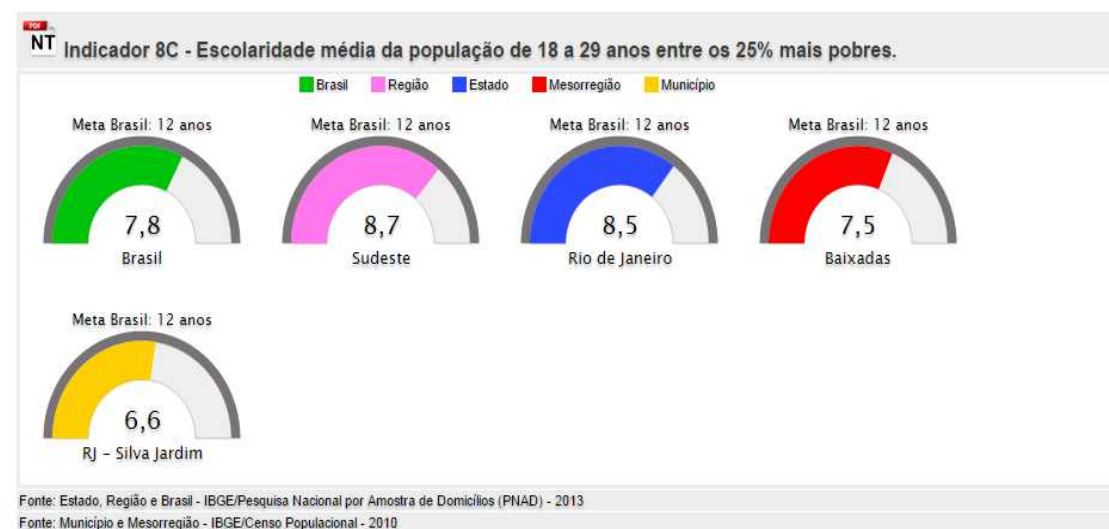 PDF
NT Indicador 8C - Escolaridade média da população de 18 a 29 anos entre os 25% mais pobres.
Brasil Região Estado Mesorregião Município
Meta Brasil: 12 anos Meta Brasil: 12 anos Meta Brasil: 12 anos Meta Brasil: 12 anos
7,8 8,7 8,5 7,5
Brasil Sudeste Rio de Janeiro Baixadas
Meta Brasil: 12 anos
6,6
RJ - Silva Jardim
Fonte: Estado, Região e Brasil - IBGE/Pesquisa Nacional por Amostra de Domicílios (PNAD) - 2013
Fonte: Município e Mesorregião - IBGE/Censo Populacional - 2010